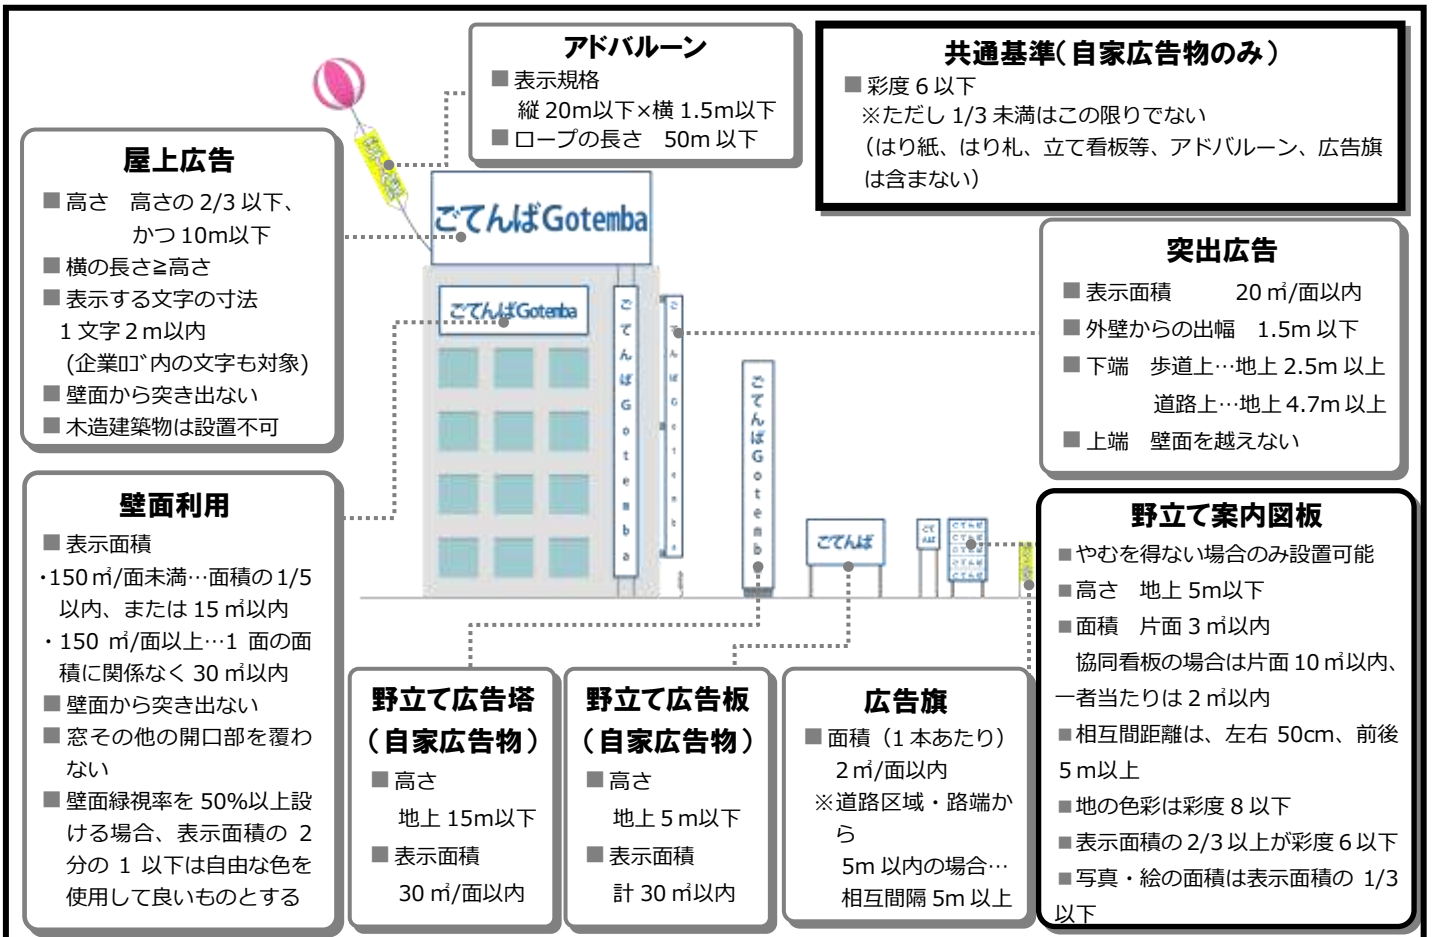 アドバルーン
■ 表示規格
縦 20m以下×横 1.5m以下
■ ロープの長さ 50m 以下
共通基準（自家広告物のみ）
■ 彩度 6 以下
※ただし 1/3 未満はこの限りでない
（はり紙、はり札、立て看板等、アドバルーン、広告旗
は含まない）
屋上広告
■ 高さ 高さの 2/3 以下、
かつ 10m以下
■ 横の長さ≧高さ
■ 表示する文字の寸法
1 文字 2 m以内
(企業ﾛｺﾞ内の文字も対象)
■ 壁面から突き出ない
■ 木造建築物は設置不可
ごてんばGotemba
ごてんばGotemba
ごてんばGotemba
ごてんばGotemba
ごてんばGotemba
ごてんば
ごて
んば
突出広告
■ 表示面積 20 ㎡/面以内
■ 外壁からの出幅 1.5m 以下
■ 下端 歩道上…地上 2.5m 以上
道路上…地上 4.7m 以上
■ 上端 壁面を越えない
壁面利用
■ 表示面積
・150 ㎡/面未満…面積の 1/5
以内、または 15 ㎡以内
・150 ㎡/面以上…1 面の面
積に関係なく 30 ㎡以内
■ 壁面から突き出ない
■ 窓その他の開口部を覆わ
ない
■ 壁面緑視率を 50%以上設
ける場合、表示面積の 2
分の 1 以下は自由な色を
使用して良いものとする
野立て広告塔
（自家広告物）
■ 高さ
地上 15m以下
■ 表示面積
30 ㎡/面以内
野立て広告板
（自家広告物）
■ 高さ
地上 5 m以下
■ 表示面積
計 30 ㎡以内
広告旗
■ 面積（1 本あたり）
2 ㎡/面以内
※道路区域・路端か
ら
5m 以内の場合…
相互間隔 5m 以上
野立て案内図板
■やむを得ない場合のみ設置可能
■高さ 地上 5m以下
■面積 片面 3 ㎡以内
協同看板の場合は片面 10 ㎡以内、
一者当たりは 2 ㎡以内
■相互間距離は、左右 50cm、前後
5 m以上
■地の色彩は彩度 8 以下
■表示面積の 2/3 以上が彩度 6 以下
■写真・絵の面積は表示面積の 1/3
以下